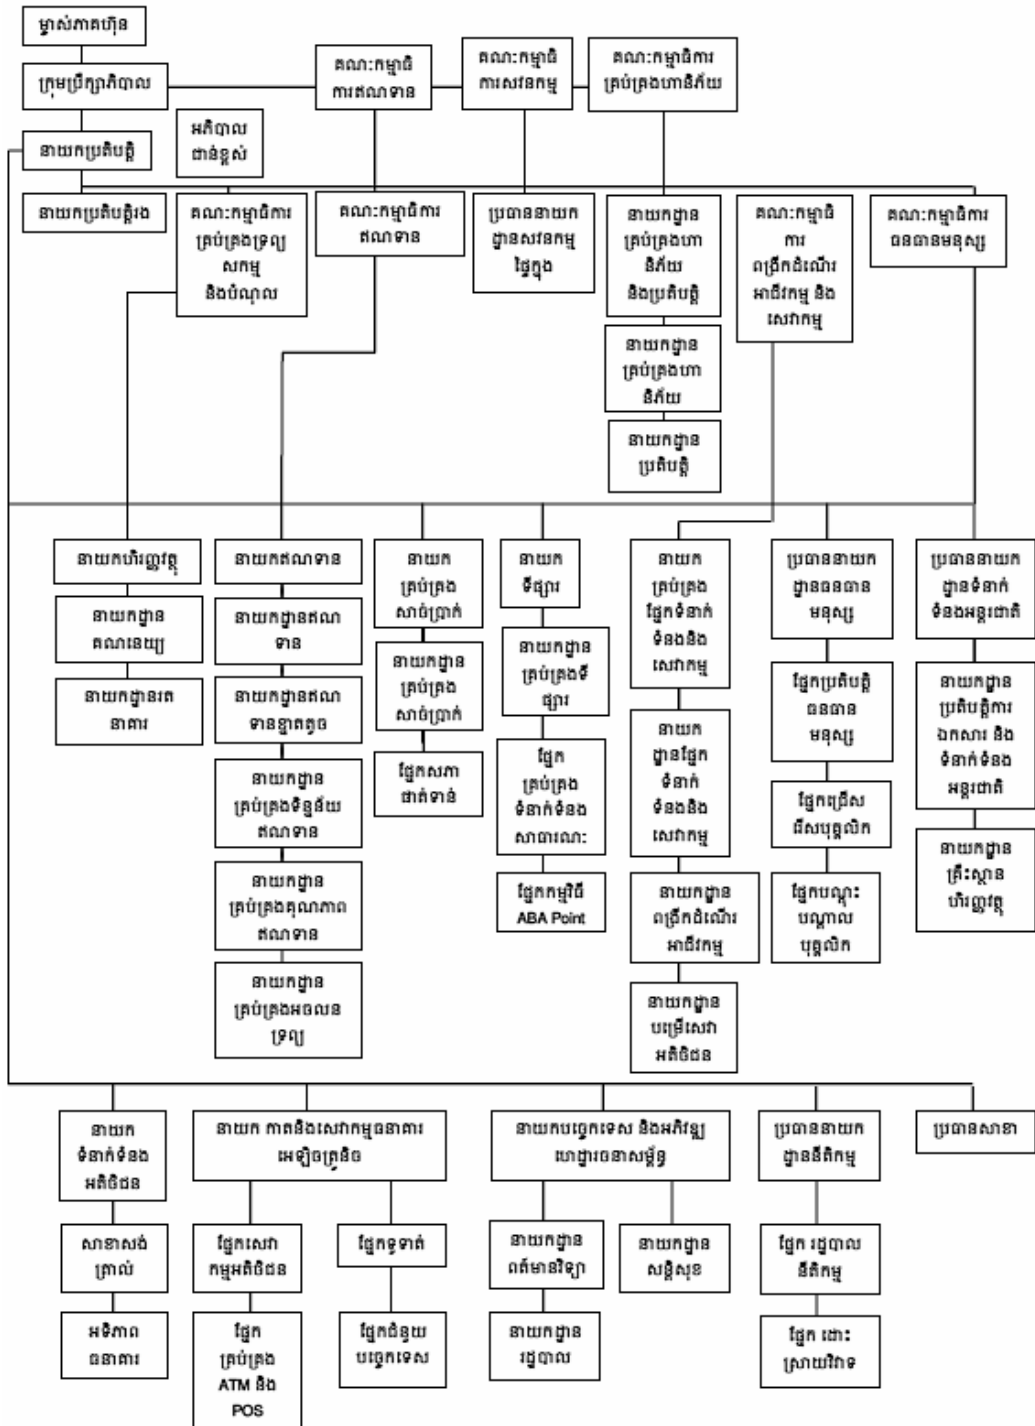 ម្ចាស់ភាគហ៊ុន
ក្រុមប្រឹក្សាភិបាល
គណៈកម្មាធិ
ការឥណទាន
គណៈកម្មាធិ
ការសវនកម្ម
គណៈកម្មាធិការ
គ្រប់គ្រងហានិភ័យ
នាយកប្រតិបត្តិ
អភិបាល
ជាន់ខ្ពស់
នាយកប្រតិបត្តិរង
គណៈកម្មាធិការ
គ្រប់គ្រងទ្រព្យ
សកម្ម
និងបំណុល
គណៈកម្មាធិការ
ឥណទាន
ប្រធាននាយក
ដ្ឋានសវនកម្ម
ផ្ទៃក្នុង
នាយកដ្ឋាន
គ្រប់គ្រងហា
និភ័យ
និងប្រតិបត្តិ
គណៈកម្មាធិ
ការ
ពង្រីកដំណើរ
អាជីវកម្ម និង
សេវាកម្ម
គណៈកម្មាធិការ
ធនធានមនុស្ស
នាយកដ្ឋាន
គ្រប់គ្រងហា
និភ័យ
នាយកដ្ឋាន
ប្រតិបត្តិ
នាយកហិរញ្ញវត្ថុ
នាយកដ្ឋាន
គណនេយ្យ
នាយកដ្ឋានរត
នាគារ
នាយកឥណទាន
នាយកដ្ឋានឥណ
ទាន
នាយកដ្ឋានឥណ
ទានខ្នាតតូច
នាយកដ្ឋាន
គ្រប់គ្រងទិន្នន័យ
ឥណទាន
នាយកដ្ឋាន
គ្រប់គ្រងគុណភាព
ឥណទាន
នាយកដ្ឋាន
គ្រប់គ្រងអចលន
ទ្រព្យ
នាយក
គ្រប់គ្រង
សាច់ប្រាក់
នាយកដ្ឋាន
គ្រប់គ្រង
សាច់ប្រាក់
ផ្នែកសភា
ផាត់ទាន់
នាយក
ទីផ្សារ
នាយកដ្ឋាន
គ្រប់គ្រងទី
ផ្សារ
ផ្នែក
គ្រប់គ្រង
ទំនាក់ទំនង
សាធារណៈ
ផ្នែកកម្មវិធី
ABA Point
នាយក
គ្រប់គ្រង
ផ្នែកទំនាក់
ទំនងនិង
សេវាកម្ម
នាយក
ដ្ឋានផ្នែក
ទំនាក់
ទំនងនិង
សេវាកម្ម
នាយកដ្ឋាន
ពង្រីកដំណើរ
អាជីវកម្ម
នាយកដ្ឋាន
បម្រើសេវា
អតិថិជន
ប្រធាននាយក
ដ្ឋានធនធាន
មនុស្ស
ផ្នែកប្រតិបត្តិ
ធនធាន
មនុស្ស
ផ្នែកជ្រើស
រើសបុគ្គលិក
ផ្នែកបណ្តុះ
បណ្តាល
បុគ្គលិក
ប្រធាននាយក
ដ្ឋានទំនាក់
ទំនងអន្តរជាតិ
នាយកដ្ឋាន
ប្រតិបត្តិការ
ឯកសារ និង
ទំនាក់ទំនង
អន្តរជាតិ
នាយកដ្ឋាន
គ្រឹះស្ថាន
ហិរញ្ញវត្ថុ
នាយក
ទំនាក់ទំនង
អតិថិជន
សាខាសង់
ត្រាល់
អទិភាព
ធនាគារ
នាយក កាតនិងសេវាកម្មធនាគារ
អេឡិចត្រូនិច
ផ្នែកសេវា
កម្មអតិថិជន
ផ្នែក
គ្រប់គ្រង
ATM និង
POS
ផ្នែកទូទាត់
ផ្នែកជំនួយ
បច្ចេកទេស
នាយកបច្ចេកទេស និងអភិវឌ្ឍ
ហេដ្ឋារចនាសម្ព័ន្ធ
នាយកដ្ឋាន
ពត៌មានវិទ្យា
នាយកដ្ឋាន
រដ្ឋបាល
នាយកដ្ឋាន
សន្តិសុខ
ប្រធាននាយក
ដ្ឋាននីតិកម្ម
ផ្នែក រដ្ឋបាល
នីតិកម្ម
ផ្នែក ដោះ
ស្រាយវិវាទ
ប្រធានសាខា